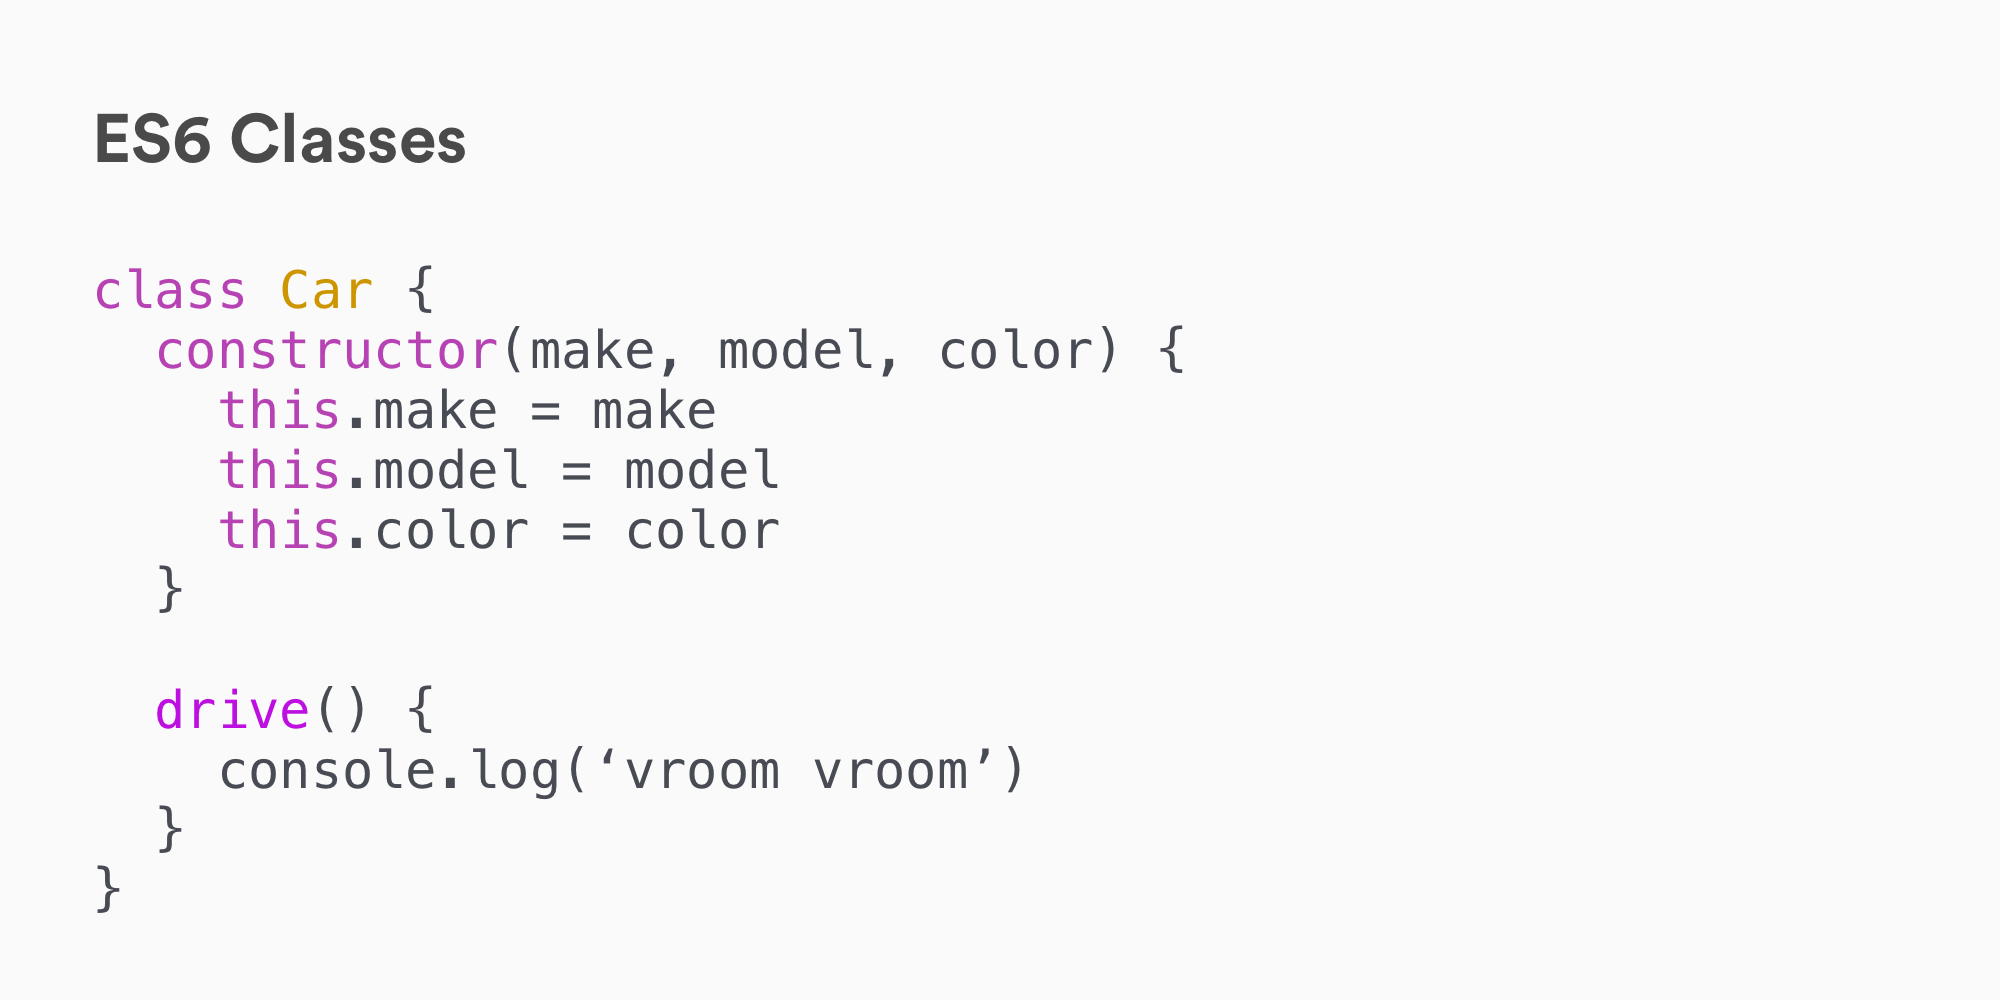 ES6 Classes
class Car {
  constructor(make, model, color) {
    this.make = make
    this.model = model
    this.color = color
  }
  drive() {
    console.log(‘vroom vroom’)
  }
}